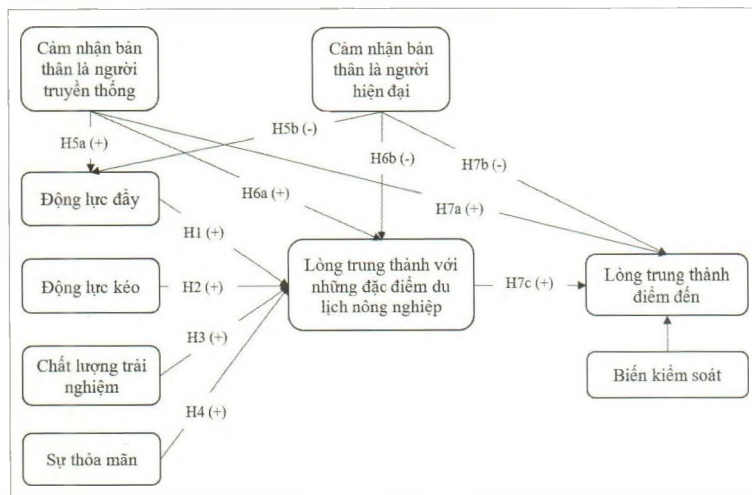 Cảm nhận bản
thân là người
truyền thống
Cảm nhận bản
thân là người
hiện đại
H5a (+)
H5b (-)
H6b (-)
H7b (-)
Động lực đẩy
H6a (+)
H7a (+)
H1 (+)
Động lực kéo
H2 (+)
Lòng trung thành với
những đặc điểm du
lịch nông nghiệp
H7c (+)
Lòng trung thành
điểm đến
H3 (+)
Chất lượng trải
nghiệm
Biến kiểm soát
H4 (+)
Sự thỏa mãn